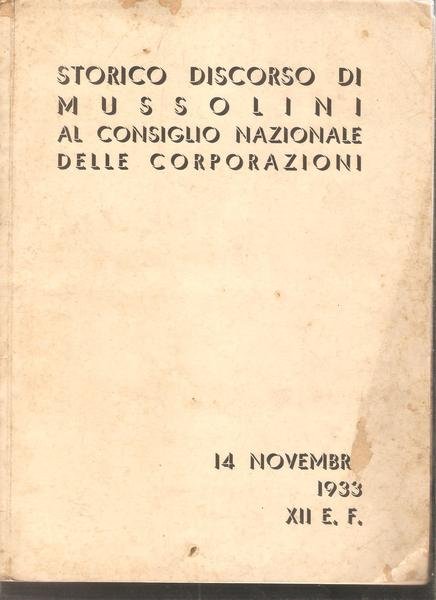 STORICO DISCORSO DI
MUSSOLINI
AL CONSIGLIO NAZIONALE
DELLE CORPORAZIONI
14 NOVEMBR
1933
XII E. F.